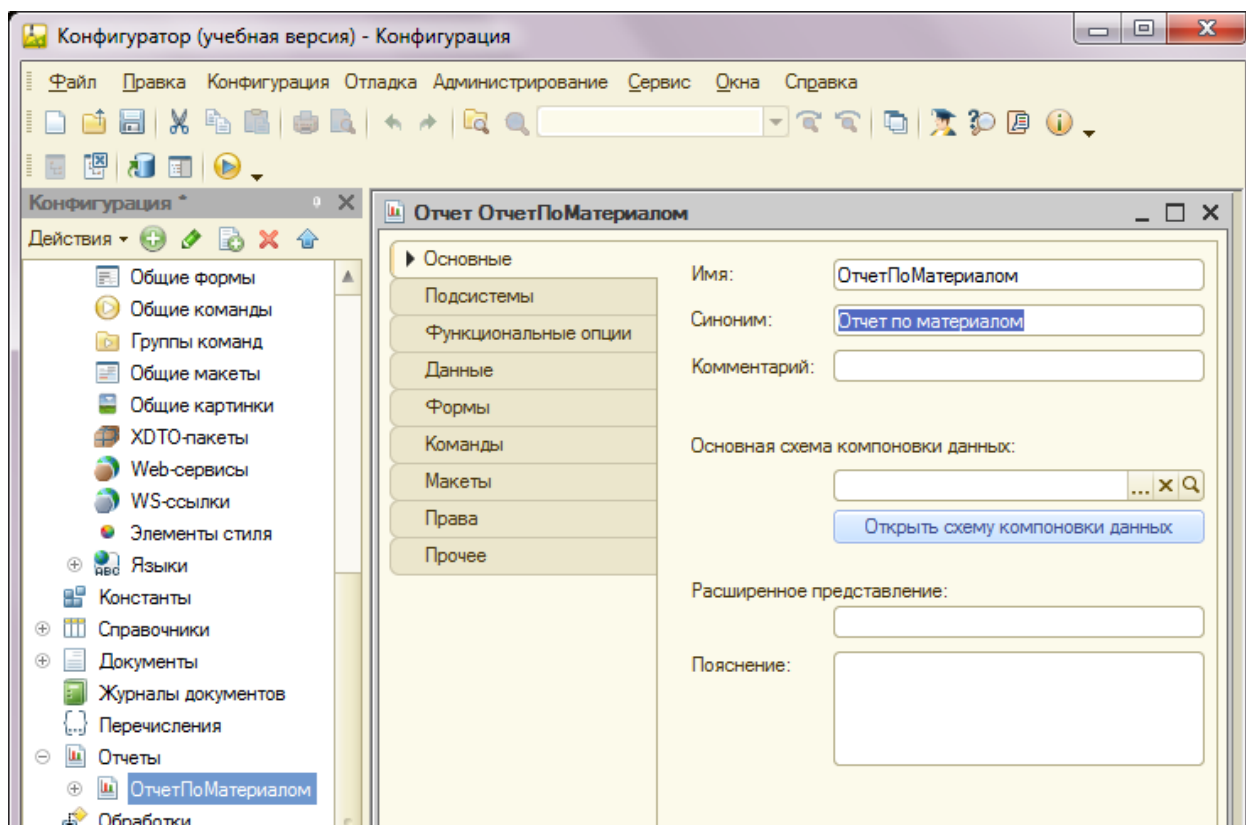 Конфигуратор (учебная версия) - Конфигурация
Файл Правка Конфигурация Отладка Администрирование Сервис Окна Справка
Конфигурация *
Действия
Общие формы
Общие команды
Группы команд
Общие макеты
Общие картинки
XDTO-пакеты
Web-сервисы
WS-ссылки
Элементы стиля
Языки
Константы
Справочники
Документы
Журналы документов
Перечисления
Отчеты
ОтчетПоМатериалом
Обработки
Отчет ОтчетПоМатериалом
Основные
Подсистемы
Функциональные опции
Данные
Формы
Команды
Макеты
Права
Прочее
Имя: ОтчетПоМатериалом
Синоним: Отчет по материалом
Комментарий:
Основная схема компоновки данных:
...
Открыть схему компоновки данных
Расширенное представление:
Пояснение: